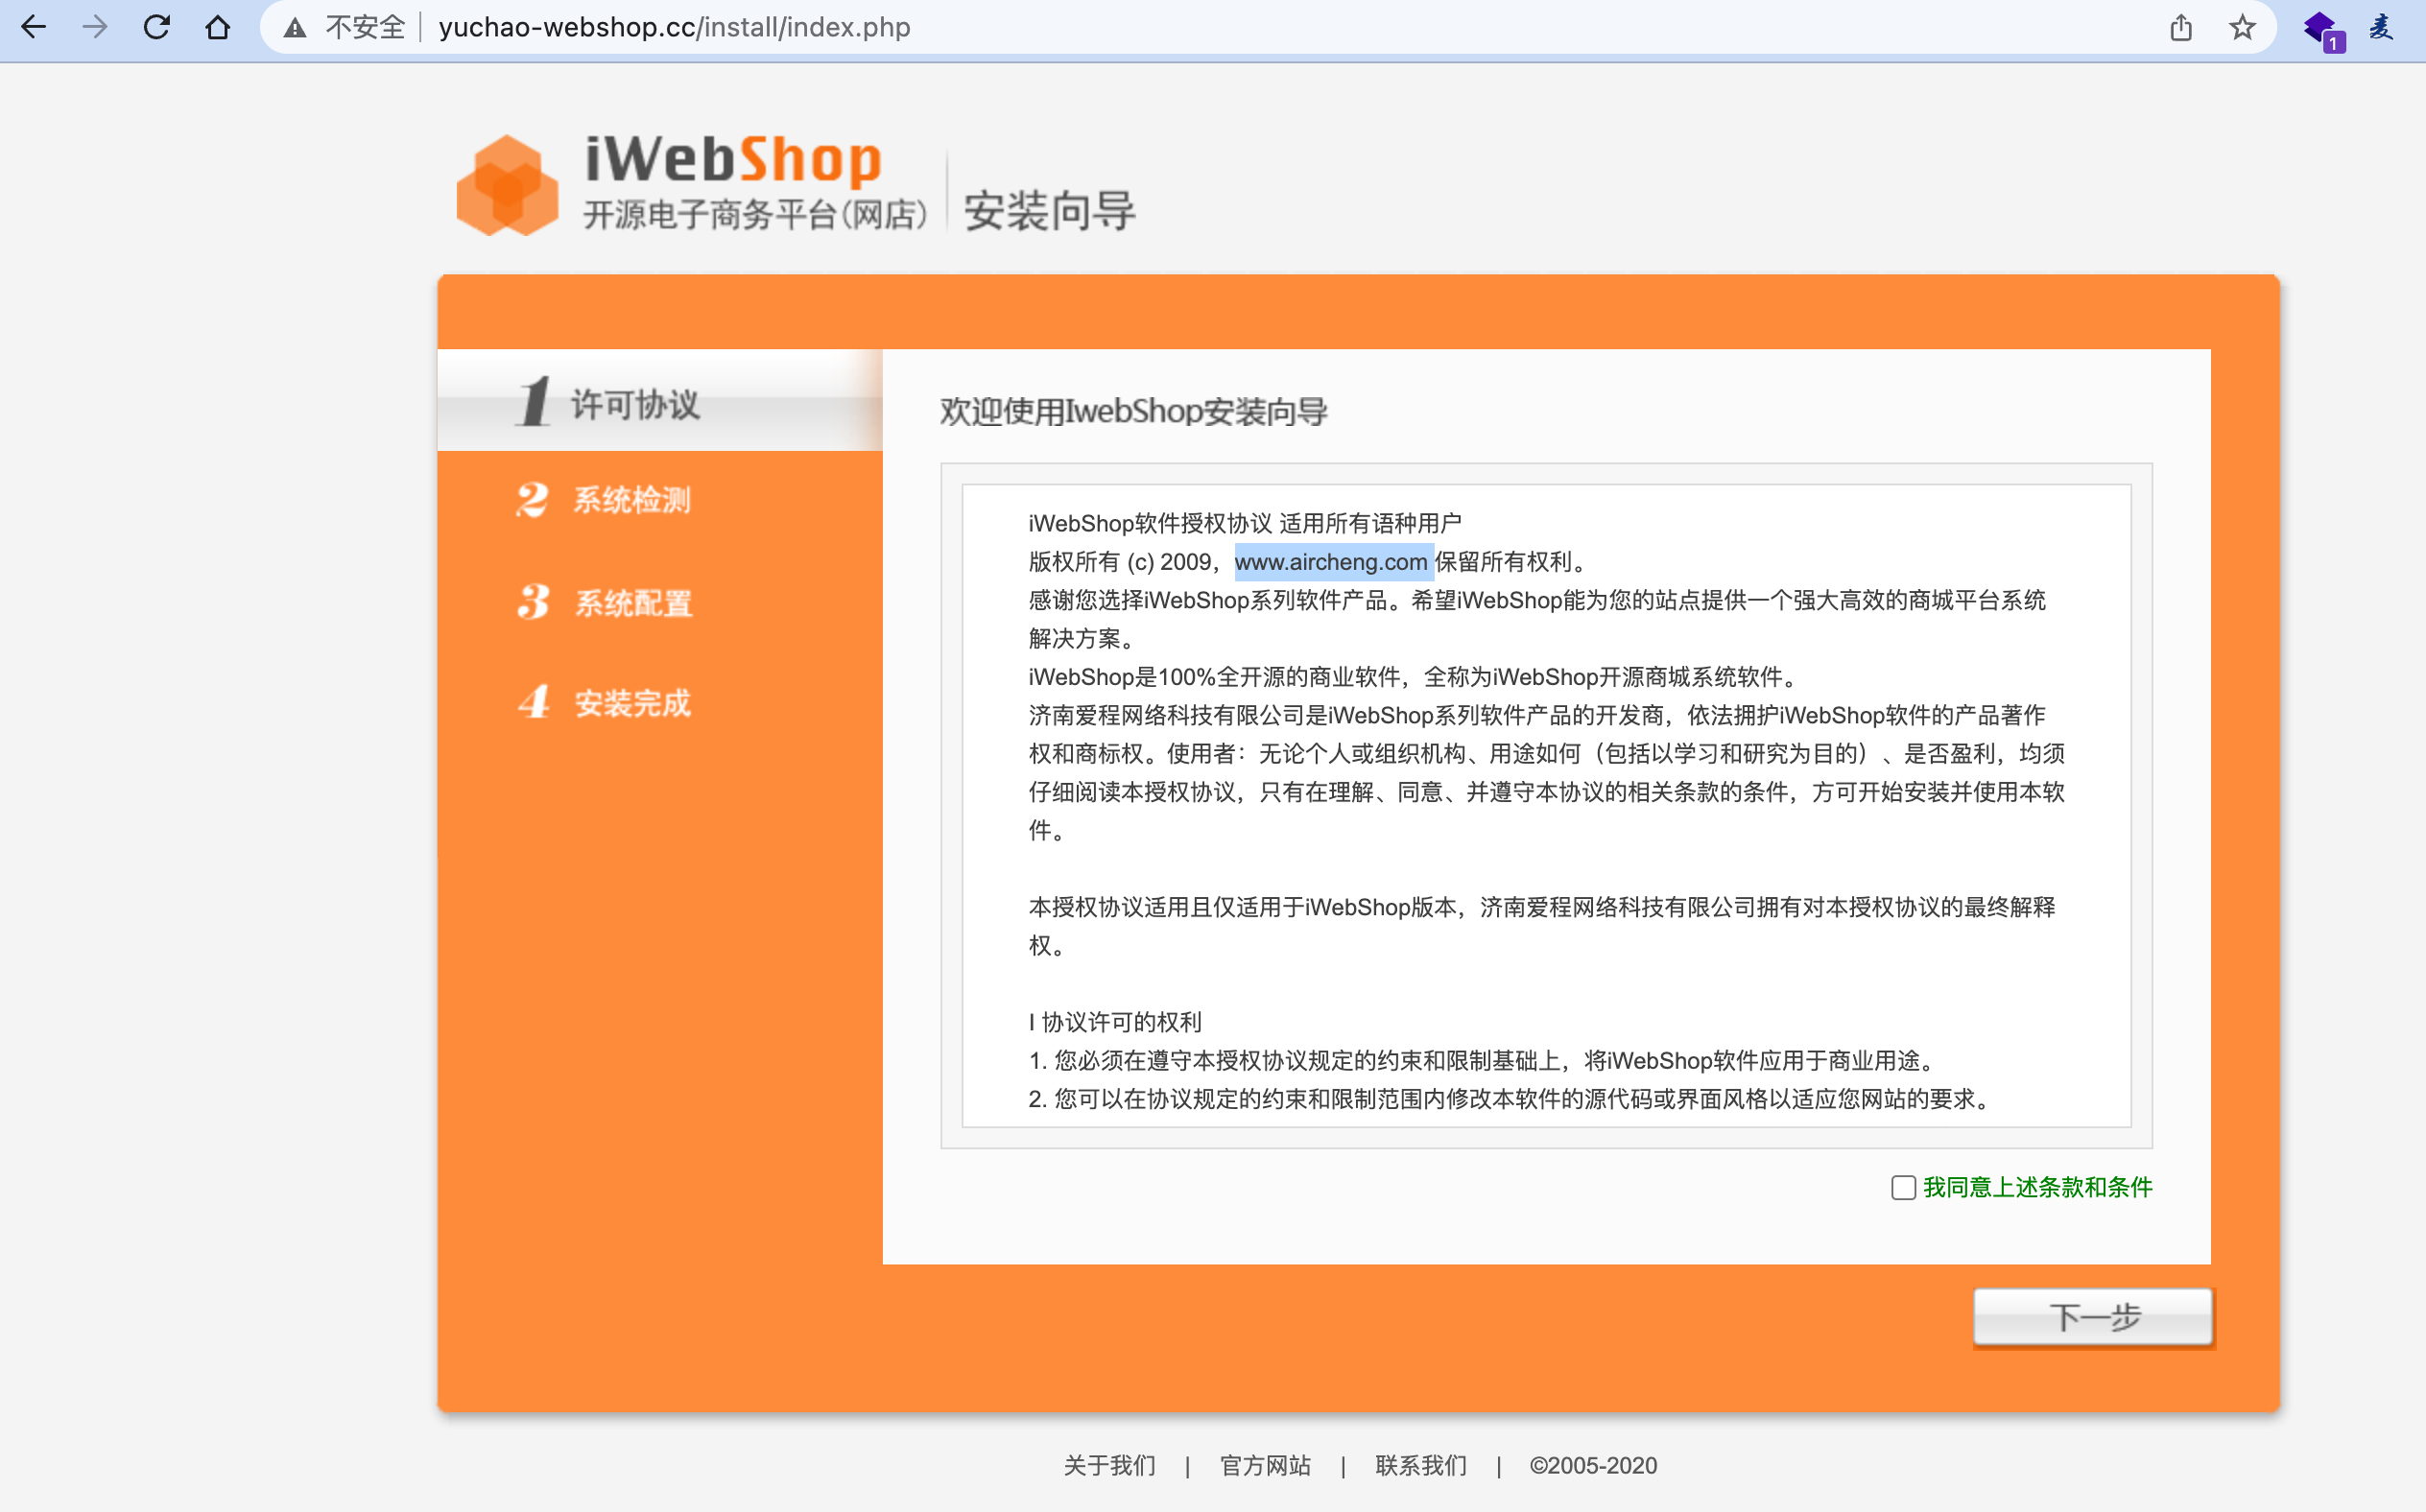 不安全
yuchao-webshop.cc/install/index.php
1
麦
iWebShop
开源电子商务平台(网店)
安装向导
1 许可协议
2 系统检测
3 系统配置
4 安装完成
欢迎使用IwebShop安装向导
iWebShop软件授权协议 适用所有语种用户
版权所有 (c) 2009，www.aircheng.com 保留所有权利。
感谢您选择iWebShop系列软件产品。希望iWebShop能为您的站点提供一个强大高效的商城平台系统
解决方案。
iWebShop是100%全开源的商业软件，全称为iWebShop开源商城系统软件。
济南爱程网络科技有限公司是iWebShop系列软件产品的开发商，依法拥护iWebShop软件的产品著作
权和商标权。使用者：无论个人或组织机构、用途如何（包括以学习和研究为目的）、是否盈利，均须
仔细阅读本授权协议，只有在理解、同意、并遵守本协议的相关条款的条件，方可开始安装并使用本软
件。
本授权协议适用且仅适用于iWebShop版本，济南爱程网络科技有限公司拥有对本授权协议的最终解释
权。
I 协议许可的权利
1. 您必须在遵守本授权协议规定的约束和限制基础上，将iWebShop软件应用于商业用途。
2. 您可以在协议规定的约束和限制范围内修改本软件的源代码或界面风格以适应您网站的要求。
我同意上述条款和条件
下一步
关于我们 | 官方网站 | 联系我们 | ©2005-2020